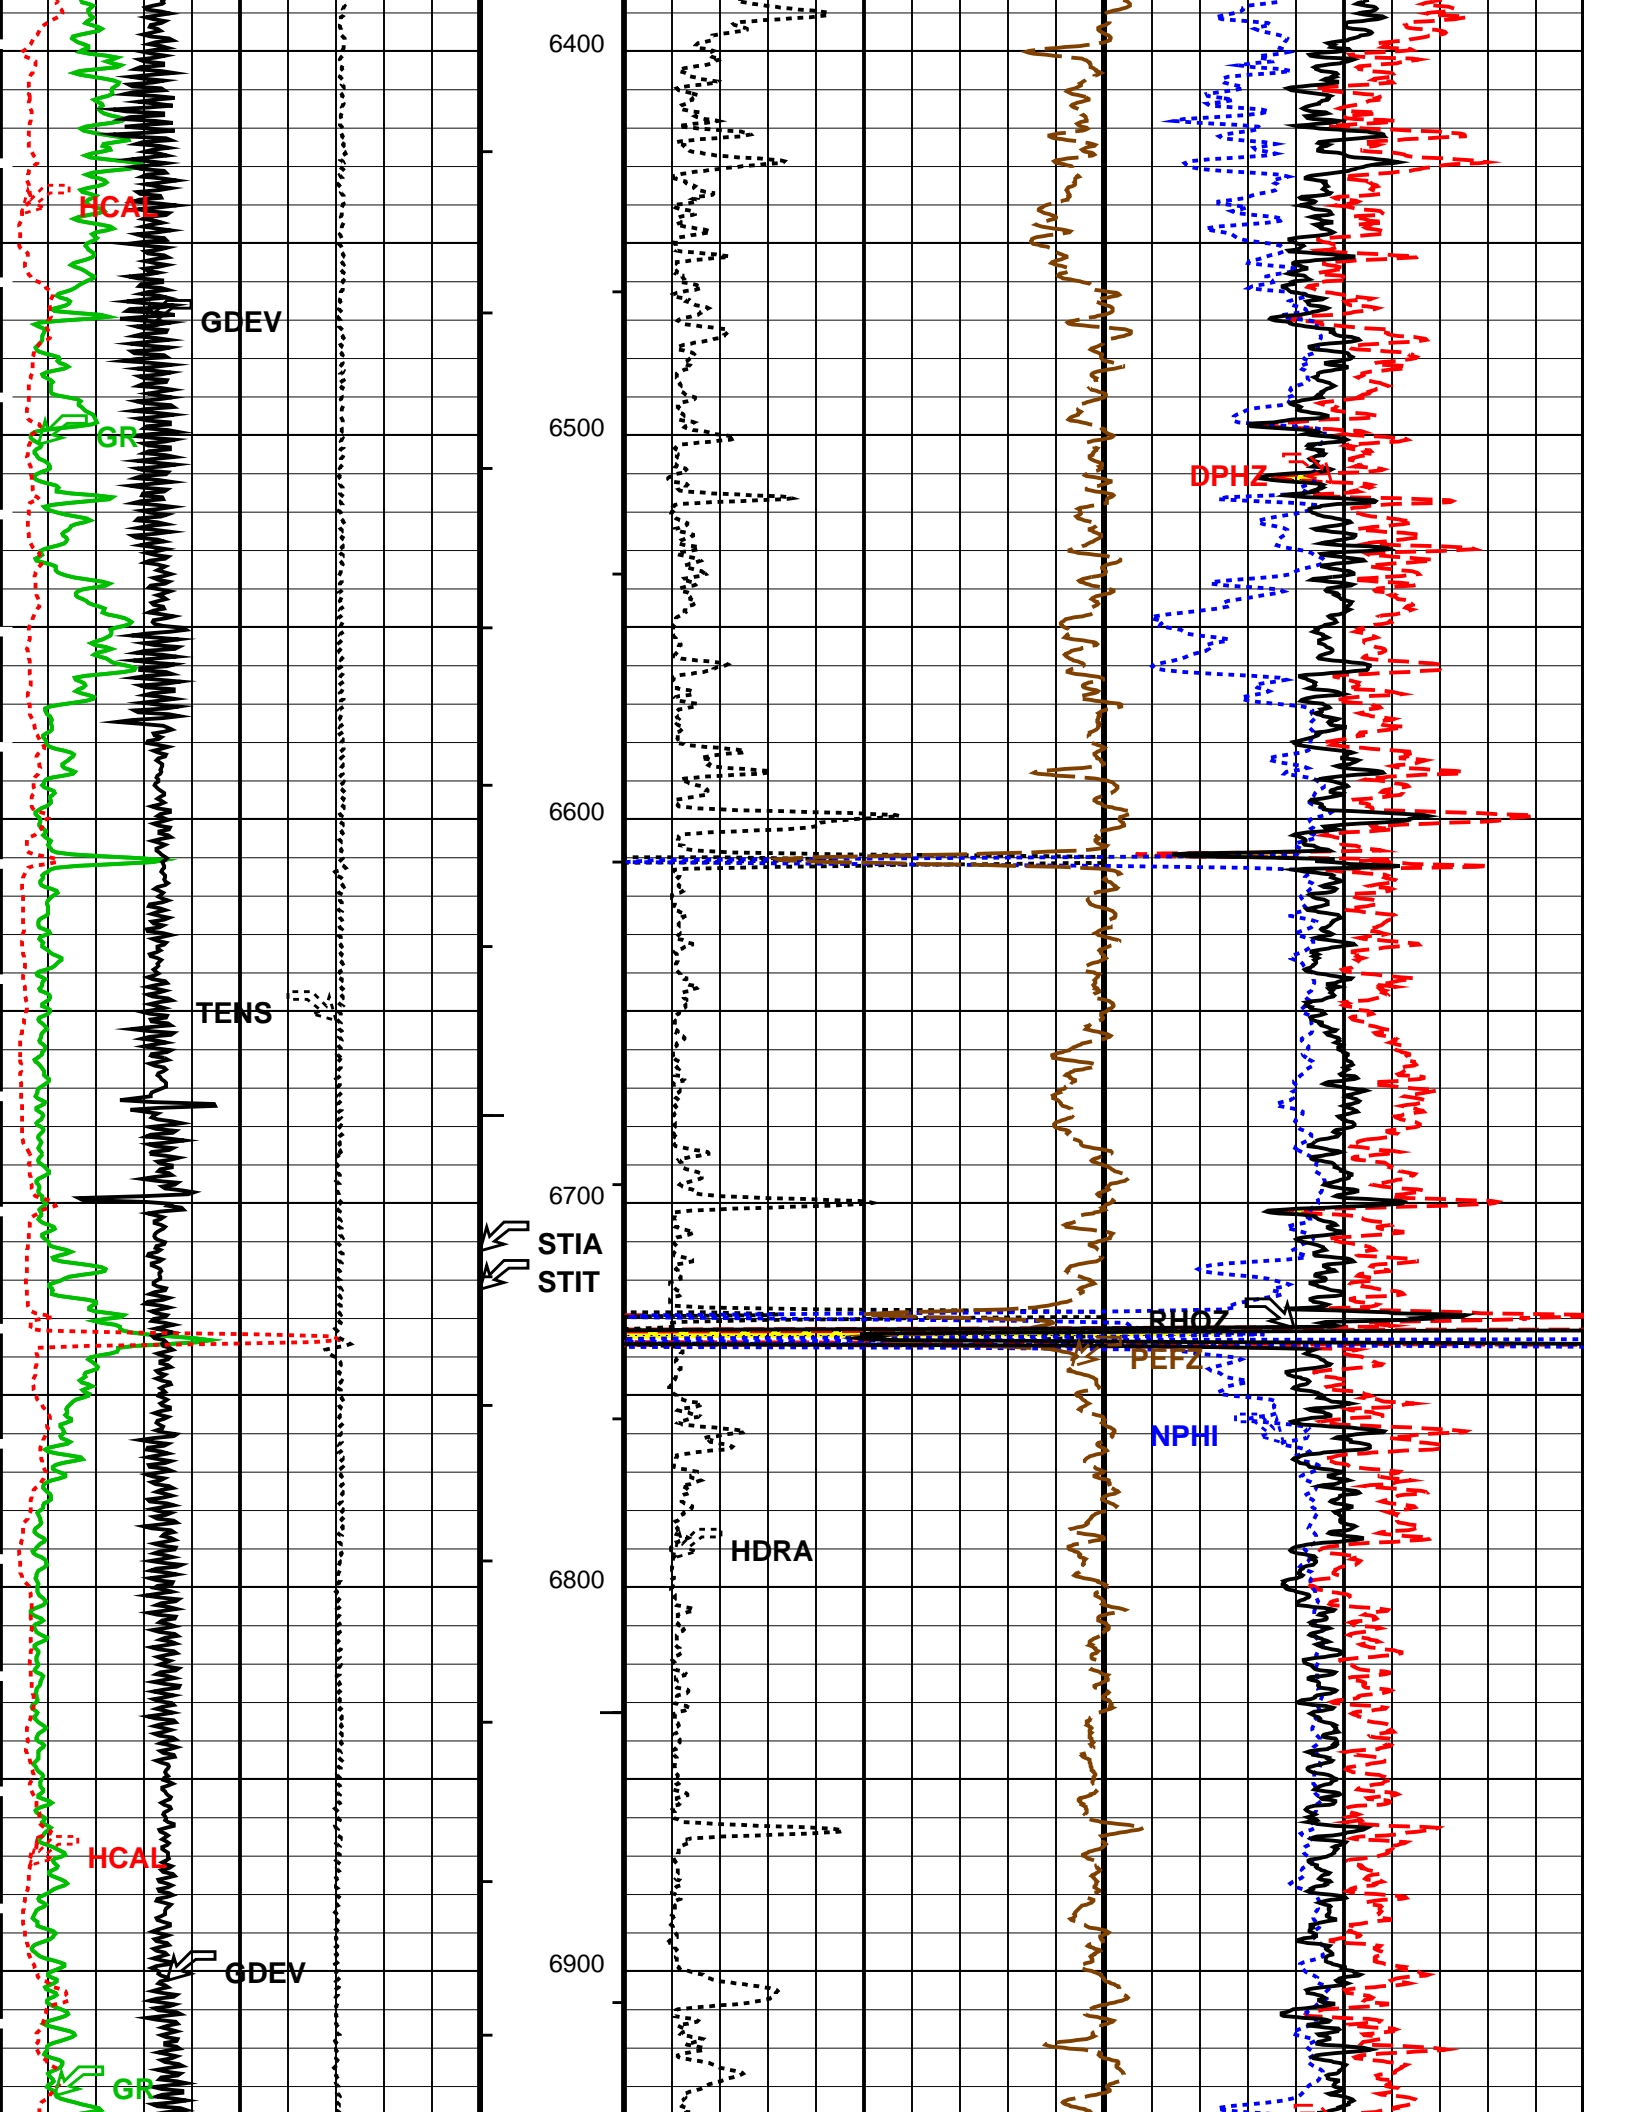 6400
HCAL
GDEV
6500
GR
DPHZ
6600
TENS
6700
STIA
STIT
RHOZ
PEFZ
NPHI
HDRA
6800
HCAL
6900
GDEV
GR